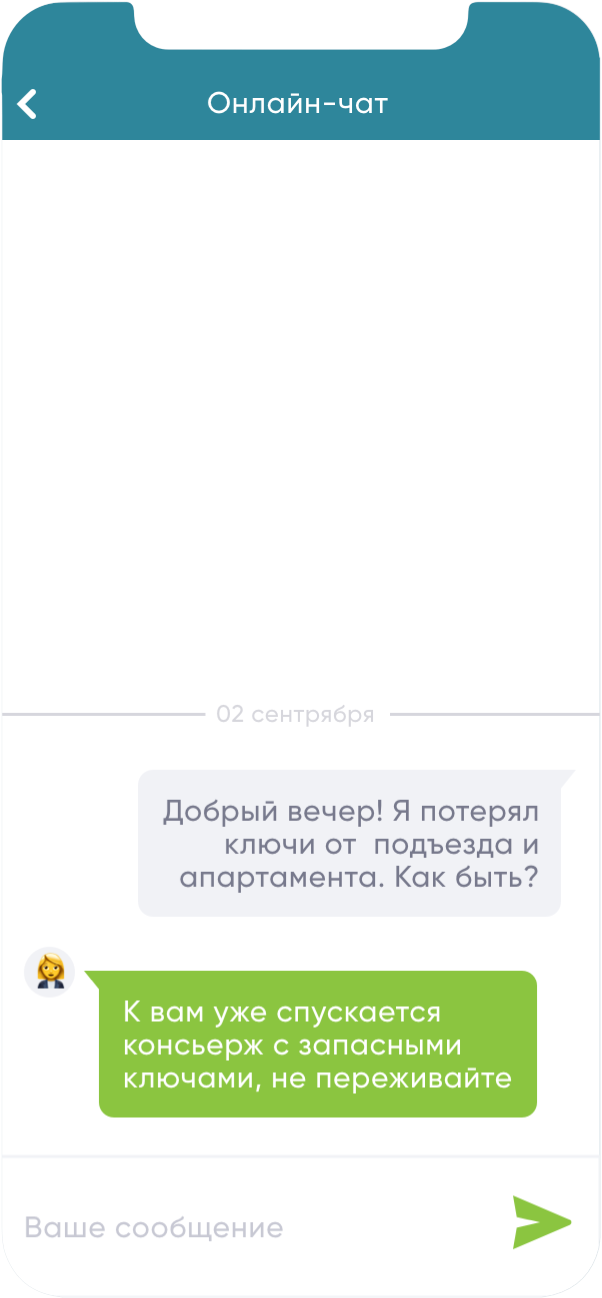 Онлайн-чат
02 сентрября
Добрый вечер! Я потерял
ключи от подъезда и
апартамента. Как быть?
К вам уже спускается
консьерж с запасными
ключами, не переживайте
Ваше сообщение